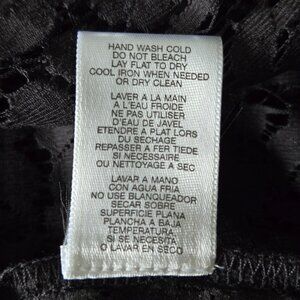 HAND WASH COLD
DO NOT BLEACH
LAY FLAT TO DRY
COOL IRON WHEN NEEDED
OR DRY CLEAN
LAVER A LA MAIN
A L'EAU FROIDE
NE PAS UTILISER
D'EAU DE JAVEL
ETENDRE A PLAT LORS
DU SECHAGE
REPASSER A FER TIEDE
SI NECESSAIRE
OU NETTOYAGE A SEC
LAVAR A MANO
CON AGUA FRIA
NO USE BLANQUEADOR
SECAR SOBRE
SUPERFICIE PLANA
PLANCHA A BAJA
TEMPERATURA
SI SE NECESITA
O LAVAR EN SECO